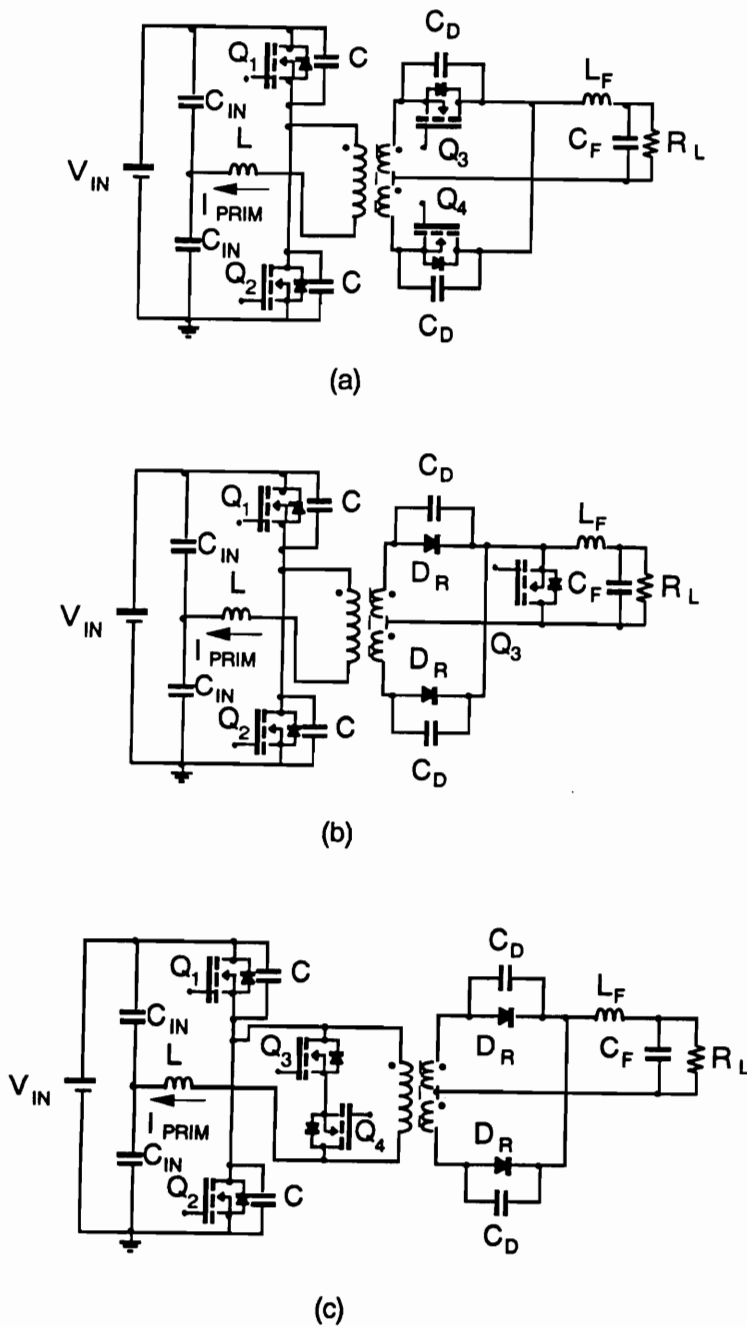 C_D
Q_1
C
L_F
C_IN
L
Q_3
C_F
R_L
V_IN
Q_4
I_PRIM
C_IN
Q_2
C
C_D
(a)
C_D
Q_1
C
L_F
C_IN
L
D_R
C_F
R_L
V_IN
I_PRIM
Q_3
C_IN
D_R
Q_2
C
C_D
(b)
C_D
Q_1
C
L_F
C_IN
Q_3
L
D_R
C_F
R_L
V_IN
I_PRIM
Q_4
D_R
C_IN
Q_2
C
C_D
(c)